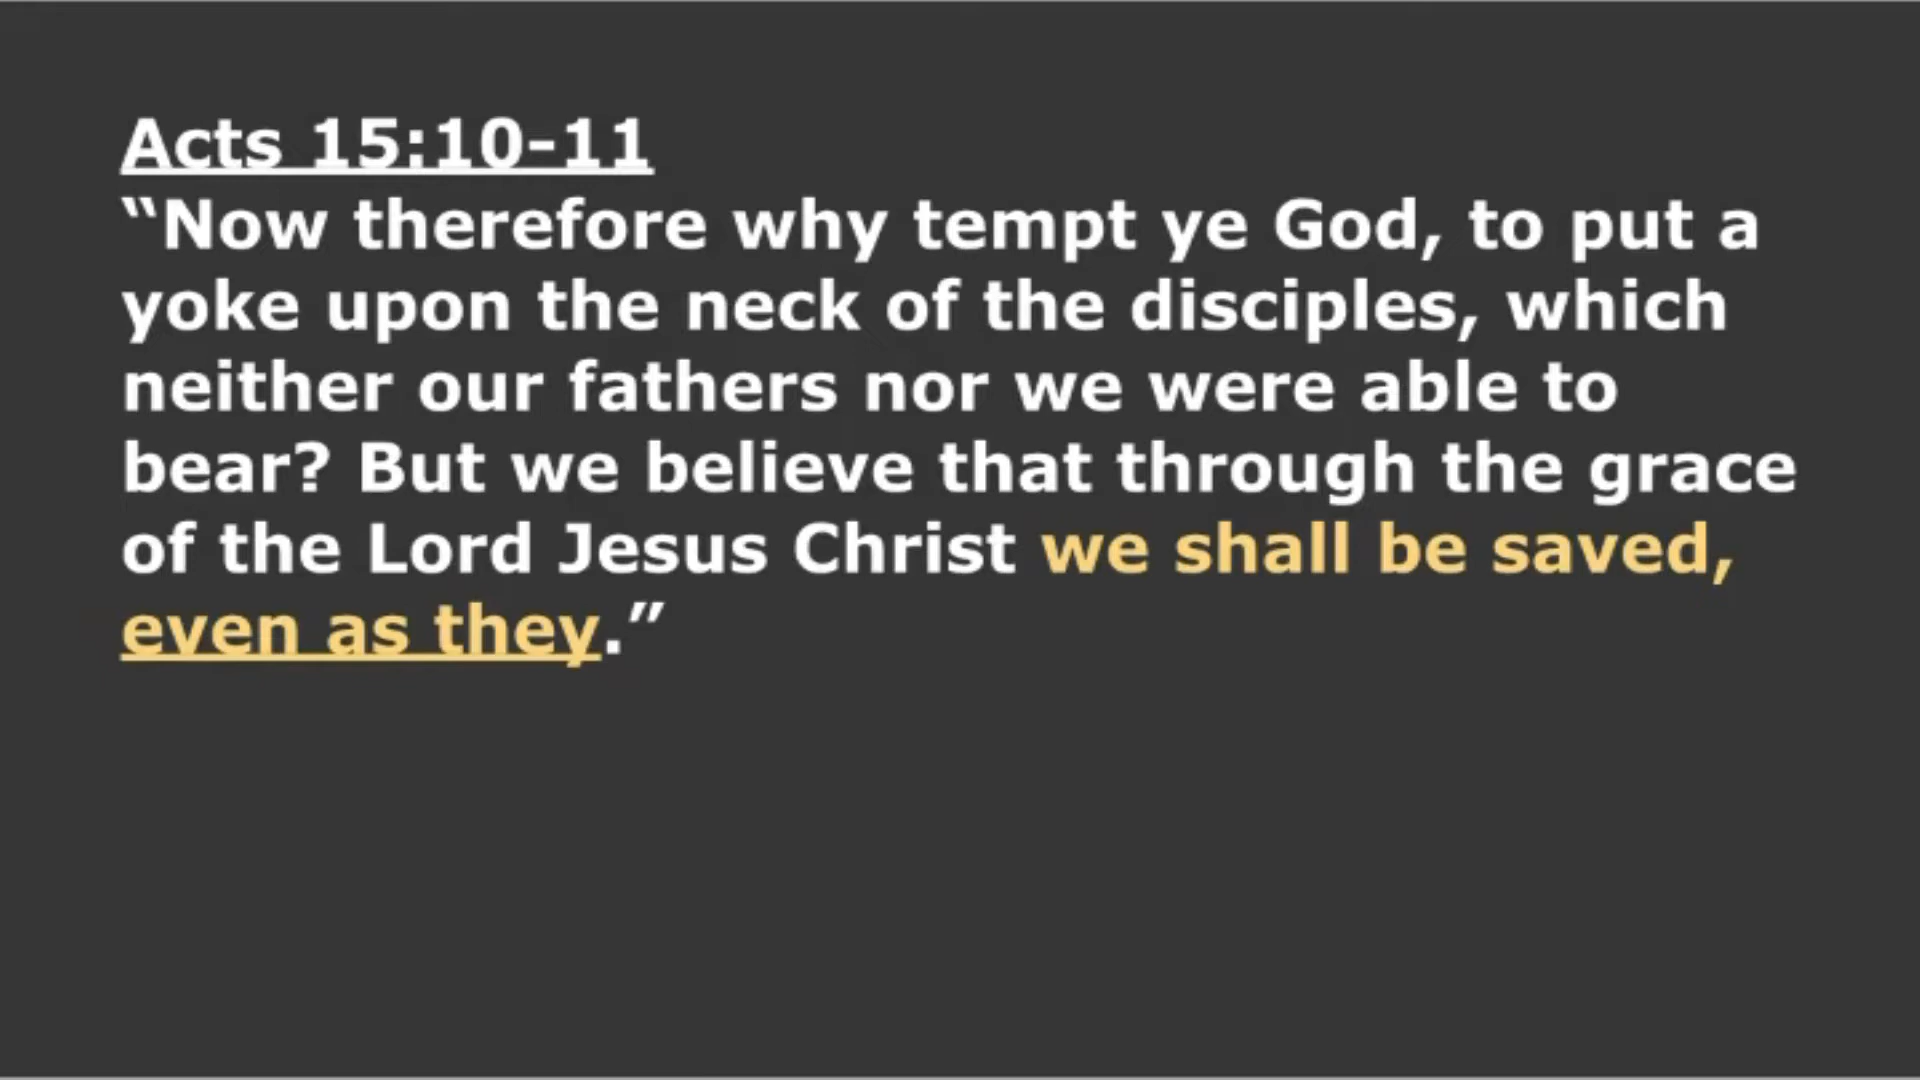 Acts 15:10-11
“Now therefore why tempt ye God, to put a
yoke upon the neck of the disciples, which
neither our fathers nor we were able to
bear? But we believe that through the grace
of the Lord Jesus Christ we shall be saved,
even as they.”